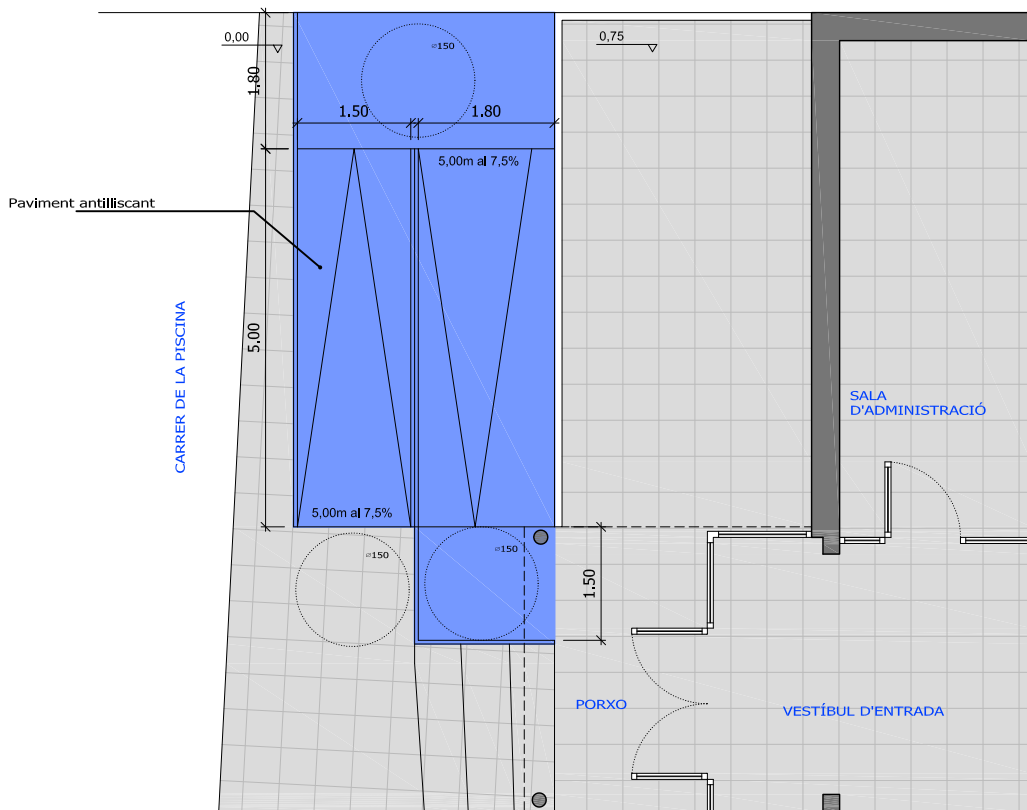 0,00
⌀150
0,75
1.80
1.50
1.80
5,00m al 7,5%
Paviment antilliscant
5.00
CARRER DE LA PISCINA
SALA
D'ADMINISTRACIÓ
5,00m al 7,5%
⌀150
⌀150
1.50
PORXO
VESTÍBUL D'ENTRADA